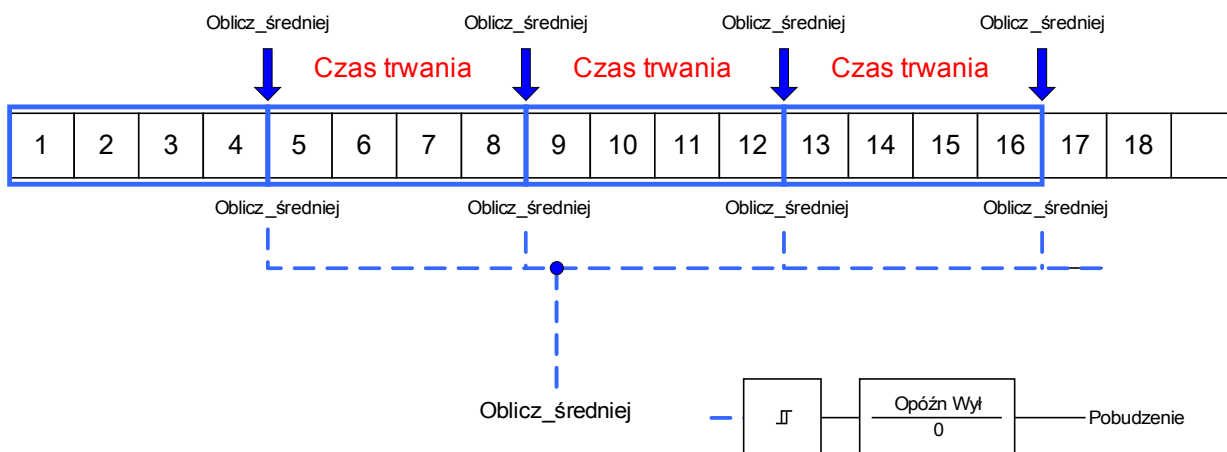 Oblicz_średniej Oblicz_średniej Oblicz_średniej Oblicz_średniej
Czas trwania Czas trwania Czas trwania
1 2 3 4 5 6 7 8 9 10 11 12 13 14 15 16 17 18
Oblicz_średniej Oblicz_średniej Oblicz_średniej Oblicz_średniej
Oblicz_średniej
Opóźn Wył
0
Pobudzenie